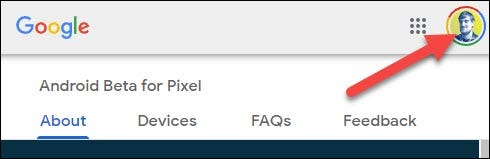 Google
Android Beta for Pixel
About Devices FAQs Feedback